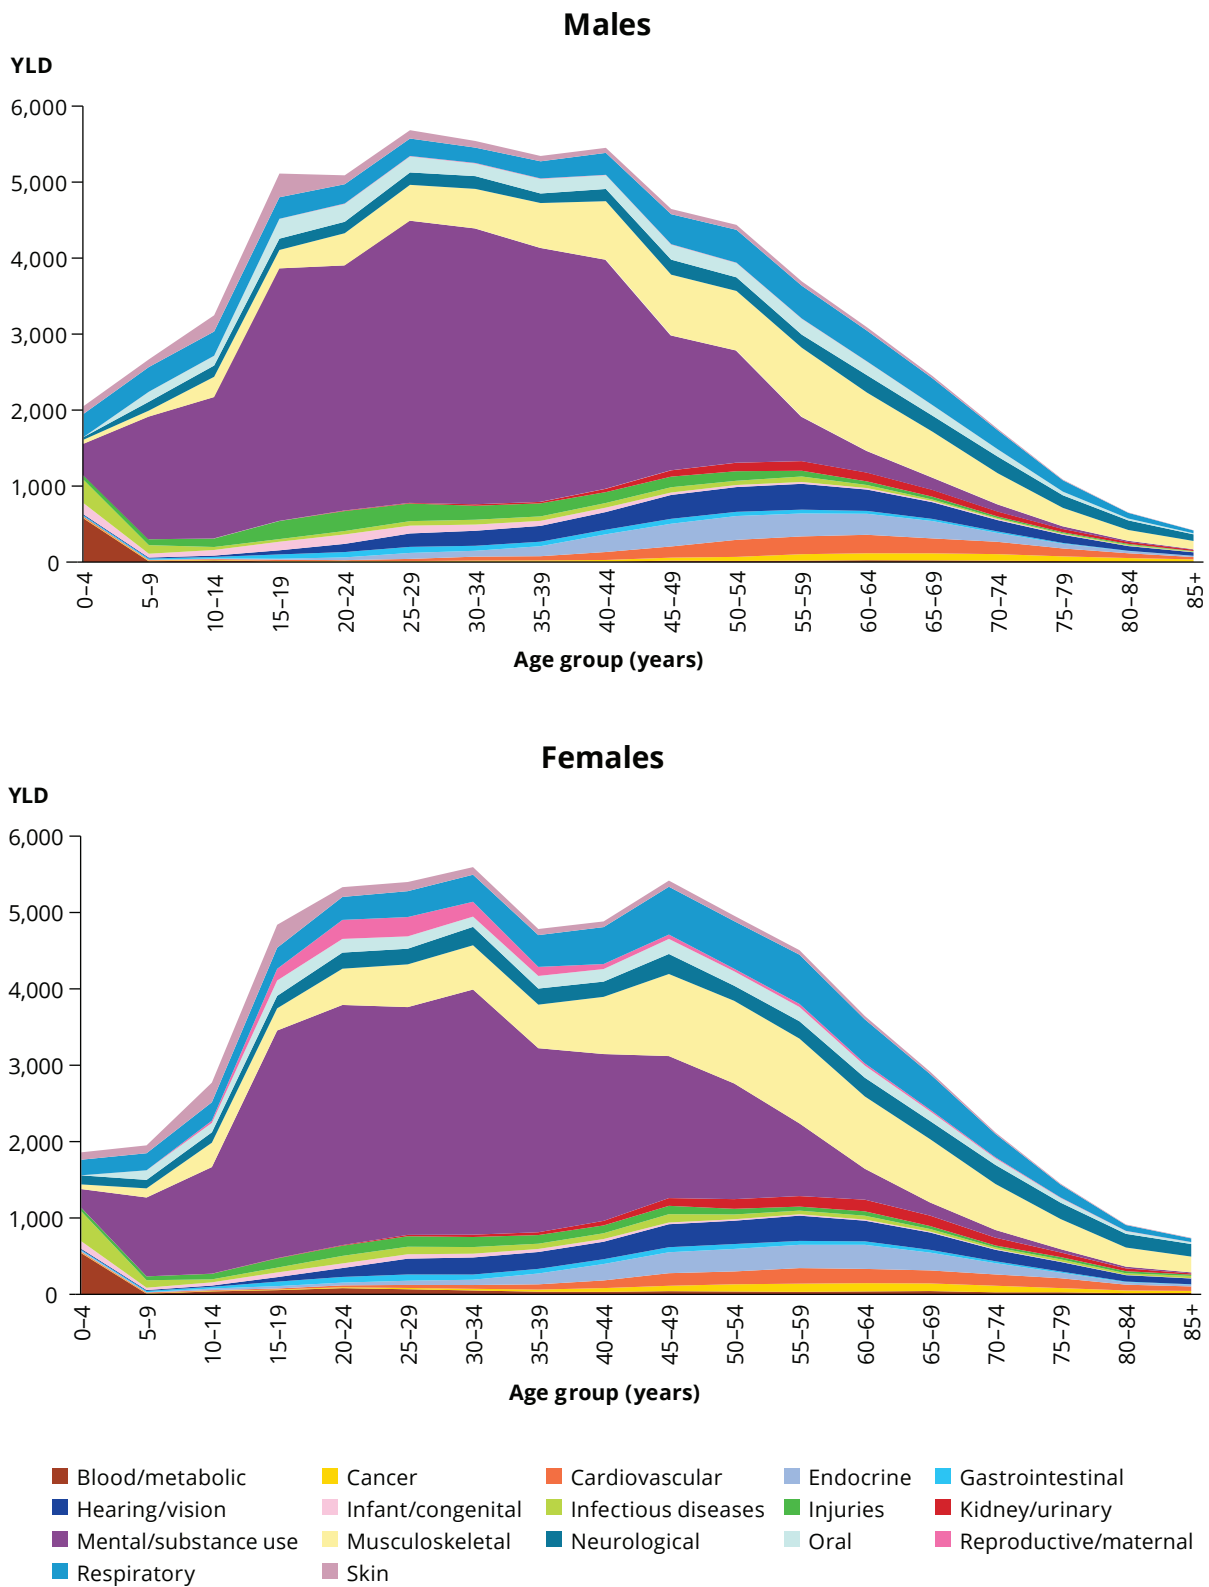 Males
YLD
6,000
5,000
4,000
3,000
2,000
1,000
0
0–4 5–9 10–14 15–19 20–24 25–29 30–34 35–39 40–44 45–49 50–54 55–59 60–64 65–69 70–74 75–79 80–84 85+
Age group (years)
Females
YLD
6,000
5,000
4,000
3,000
2,000
1,000
0
0–4 5–9 10–14 15–19 20–24 25–29 30–34 35–39 40–44 45–49 50–54 55–59 60–64 65–69 70–74 75–79 80–84 85+
Age group (years)
Blood/metabolic Cancer Cardiovascular Endocrine Gastrointestinal
Hearing/vision Infant/congenital Infectious diseases Injuries Kidney/urinary
Mental/substance use Musculoskeletal Neurological Oral Reproductive/maternal
Respiratory Skin